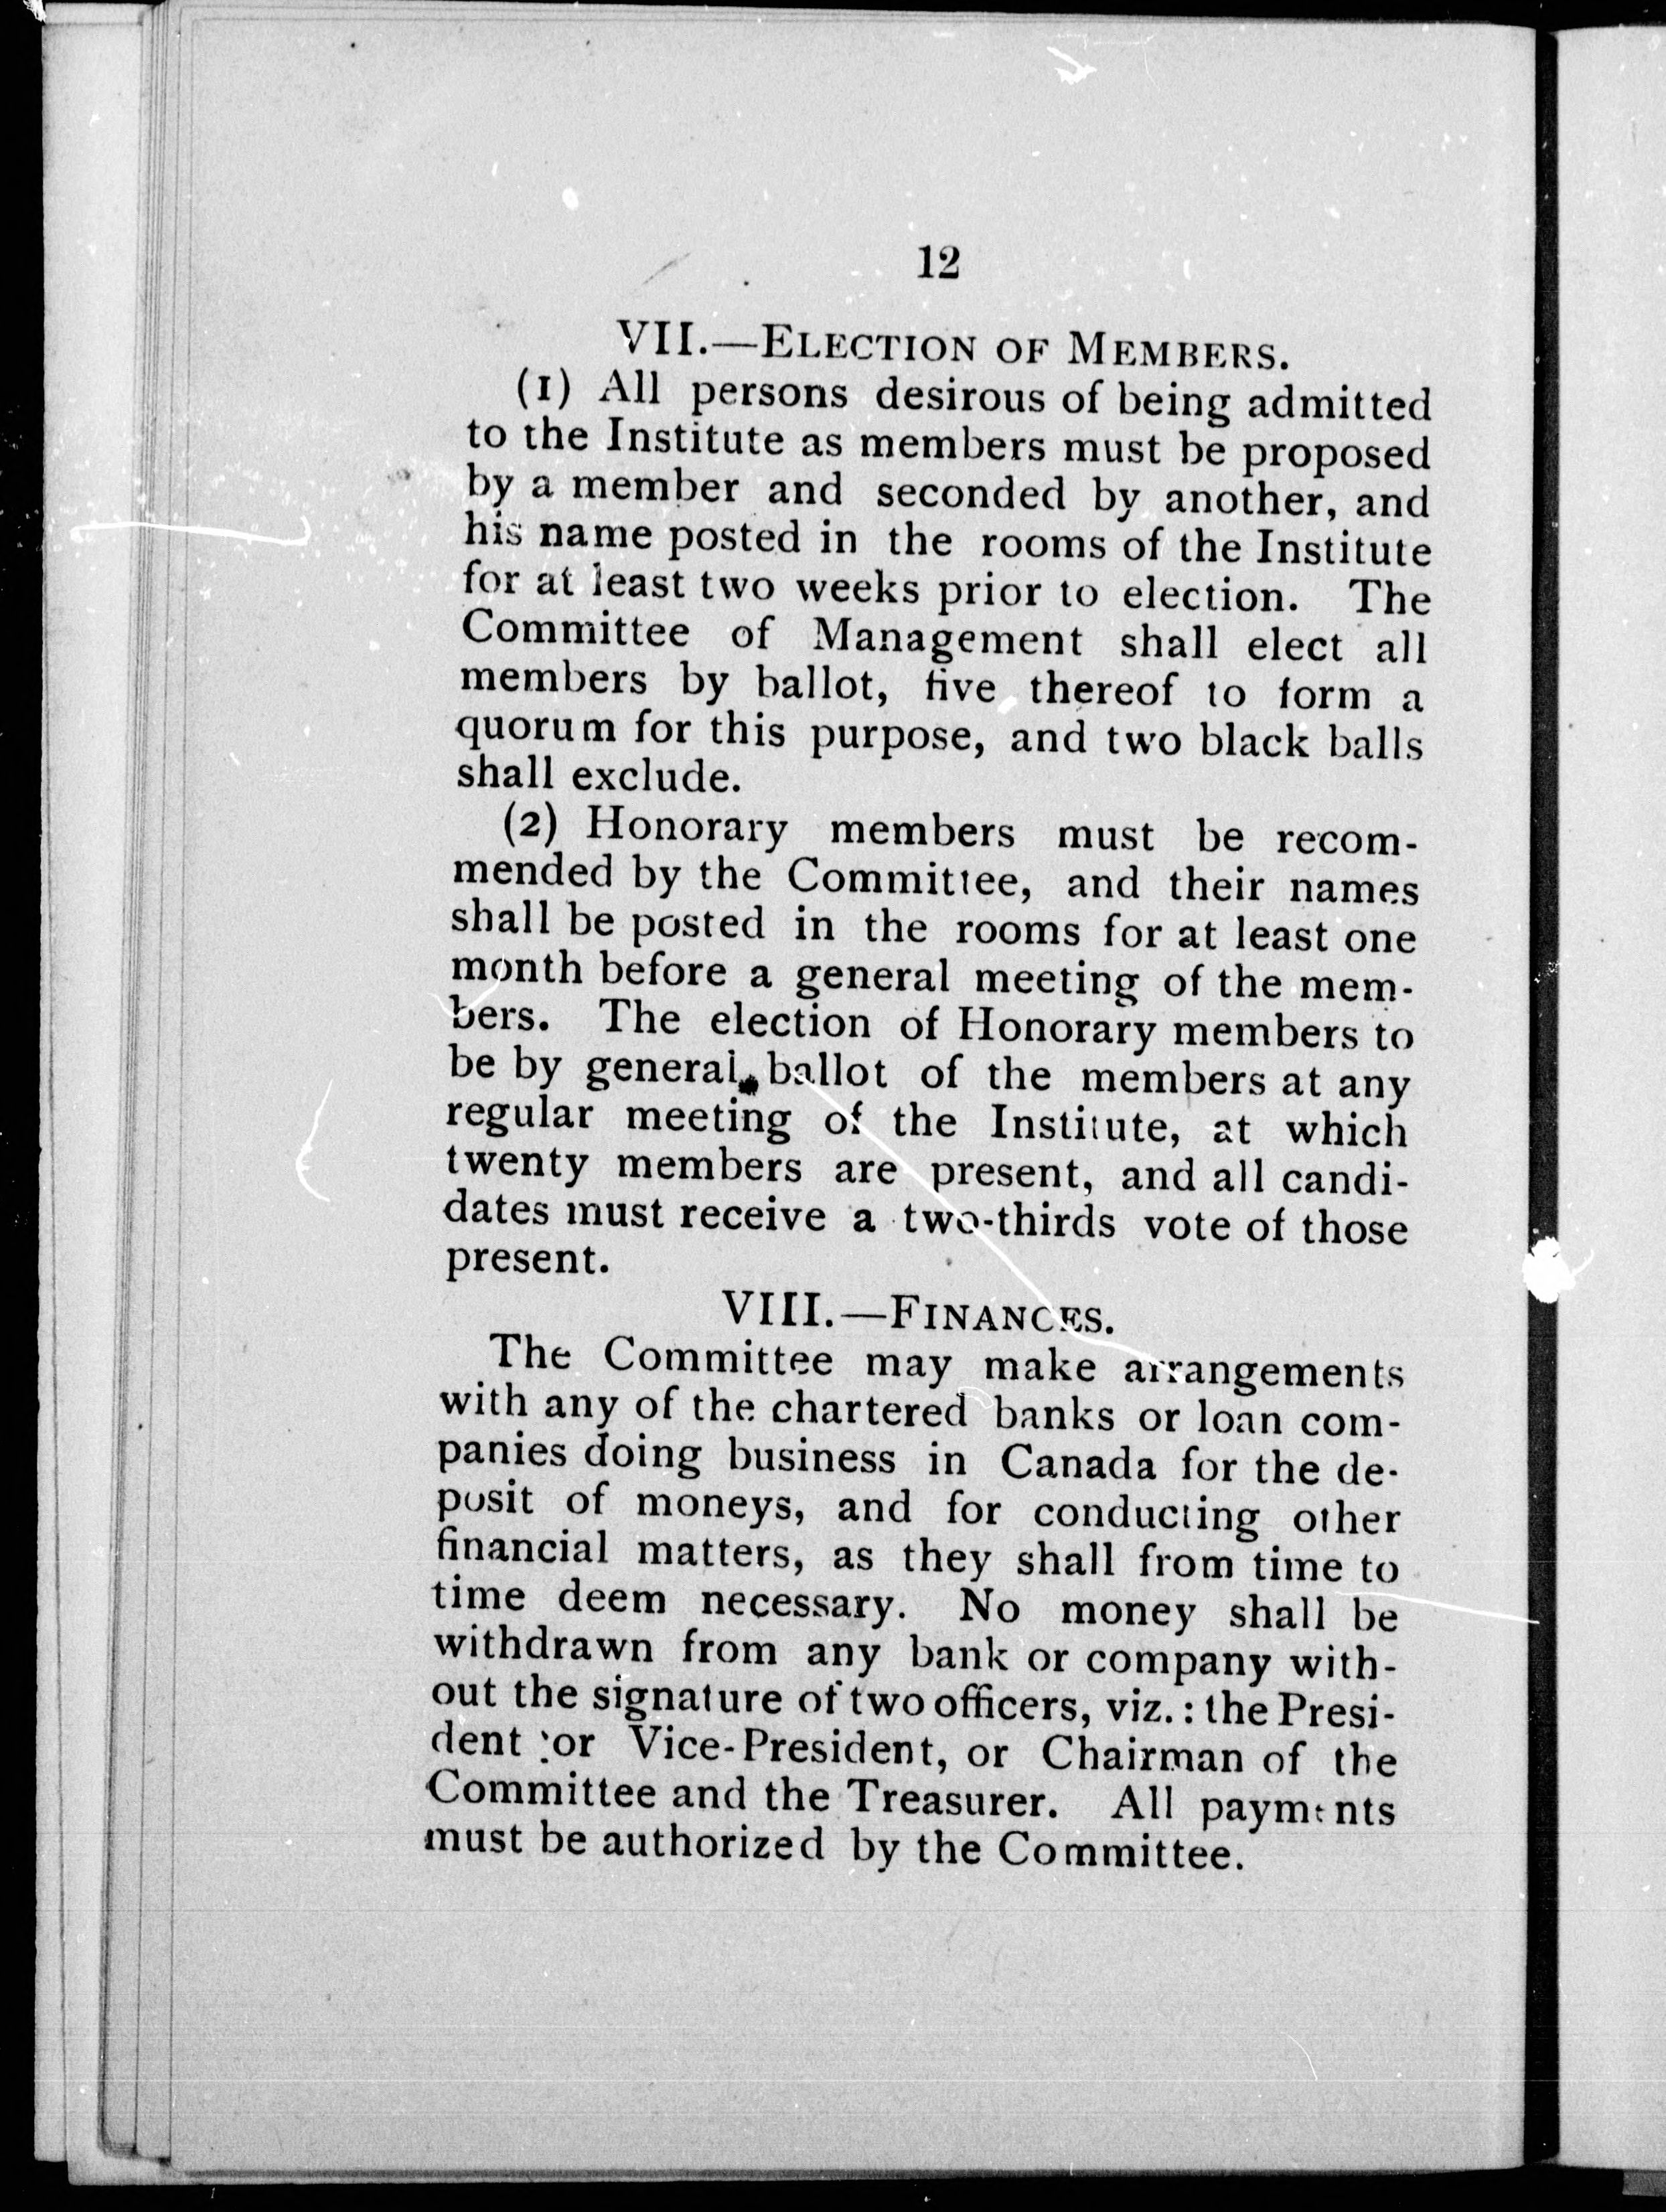 12
VII.—ELECTION OF MEMBERS.
(1) All persons desirous of being admitted
to the Institute as members must be proposed
by a member and seconded by another, and
his name posted in the rooms of the Institute
for at least two weeks prior to election. The
Committee of Management shall elect all
members by ballot, five thereof to form a
quorum for this purpose, and two black balls
shall exclude.
(2) Honorary members must be recom-
mended by the Committee, and their names
shall be posted in the rooms for at least one
month before a general meeting of the mem-
bers. The election of Honorary members to
be by general ballot of the members at any
regular meeting of the Institute, at which
twenty members are present, and all candi-
dates must receive a two-thirds vote of those
present.
VIII.—FINANCES.
The Committee may make arrangements
with any of the chartered banks or loan com-
panies doing business in Canada for the de-
posit of moneys, and for conducting other
financial matters, as they shall from time to
time deem necessary. No money shall be
withdrawn from any bank or company with-
out the signature of two officers, viz.: the Presi-
dent or Vice-President, or Chairman of the
Committee and the Treasurer. All payments
must be authorized by the Committee.